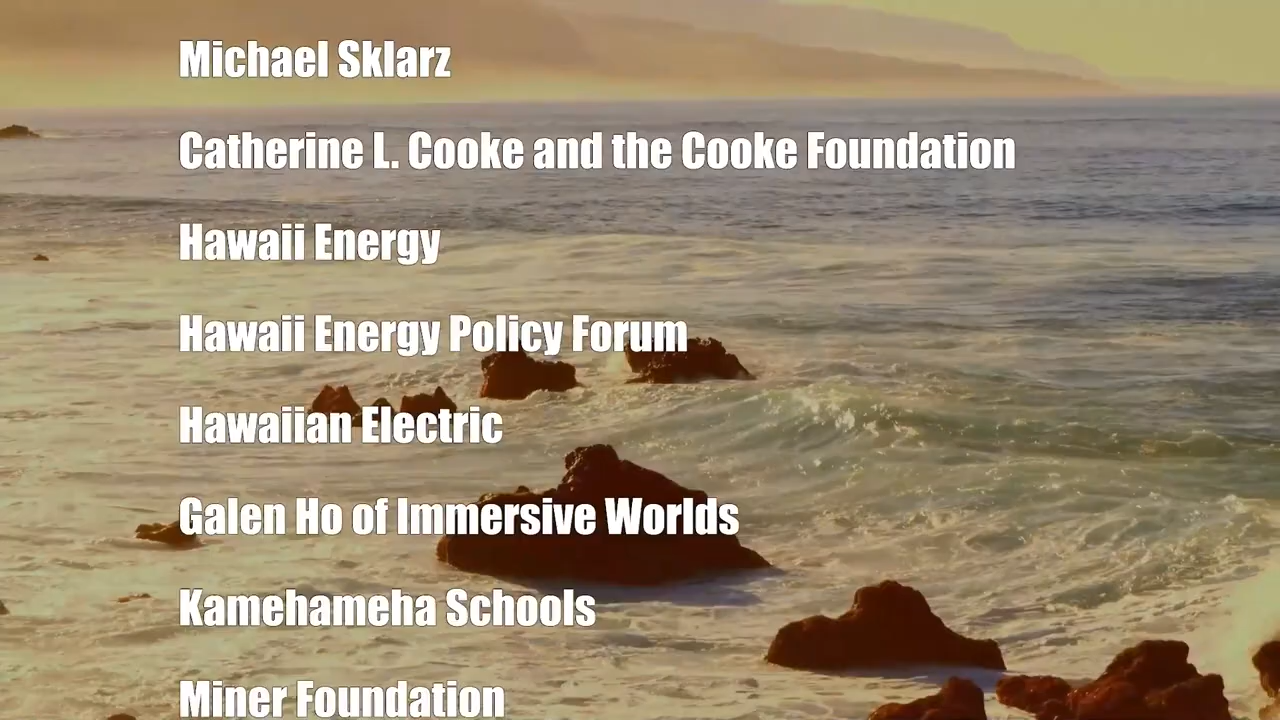 Michael Sklarz
Catherine L. Cooke and the Cooke Foundation
Hawaii Energy
Hawaii Energy Policy Forum
Hawaiian Electric
Galen Ho of Immersive Worlds
Kamehameha Schools
Miner Foundation